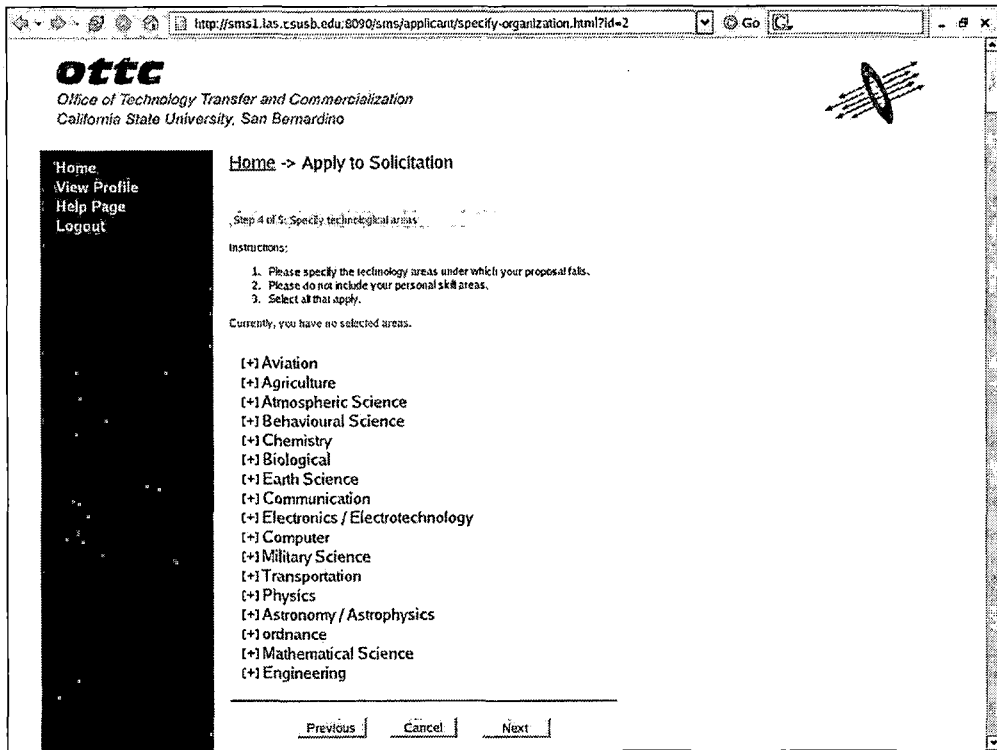 http://sms1.ias.csusb.edu:8090/sms/applicant/specify-organization.html?id=2
Go
ottc
Office of Technology Transfer and Commercialization
California State University, San Bernardino
Home
View Profile
Help Page
Logout
Home -> Apply to Solicitation
Step 4 of 5: Specify technological areas
Instructions:
1. Please specify the technology areas under which your proposal falls.
2. Please do not include your personal skill areas.
3. Select all that apply.
Currently, you have no selected areas.
[+] Aviation
[+] Agriculture
[+] Atmospheric Science
[+] Behavioural Science
[+] Chemistry
[+] Biological
[+] Earth Science
[+] Communication
[+] Electronics / Electrotechnology
[+] Computer
[+] Military Science
[+] Transportation
[+] Physics
[+] Astronomy / Astrophysics
[+] ordnance
[+] Mathematical Science
[+] Engineering
Previous Cancel Next